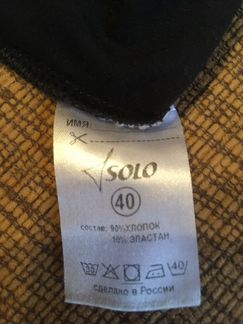 ИМЯ:
SOLO
40
состав: 90%ХЛОПОК
10% ЭЛАСТАН
40
сделано в России